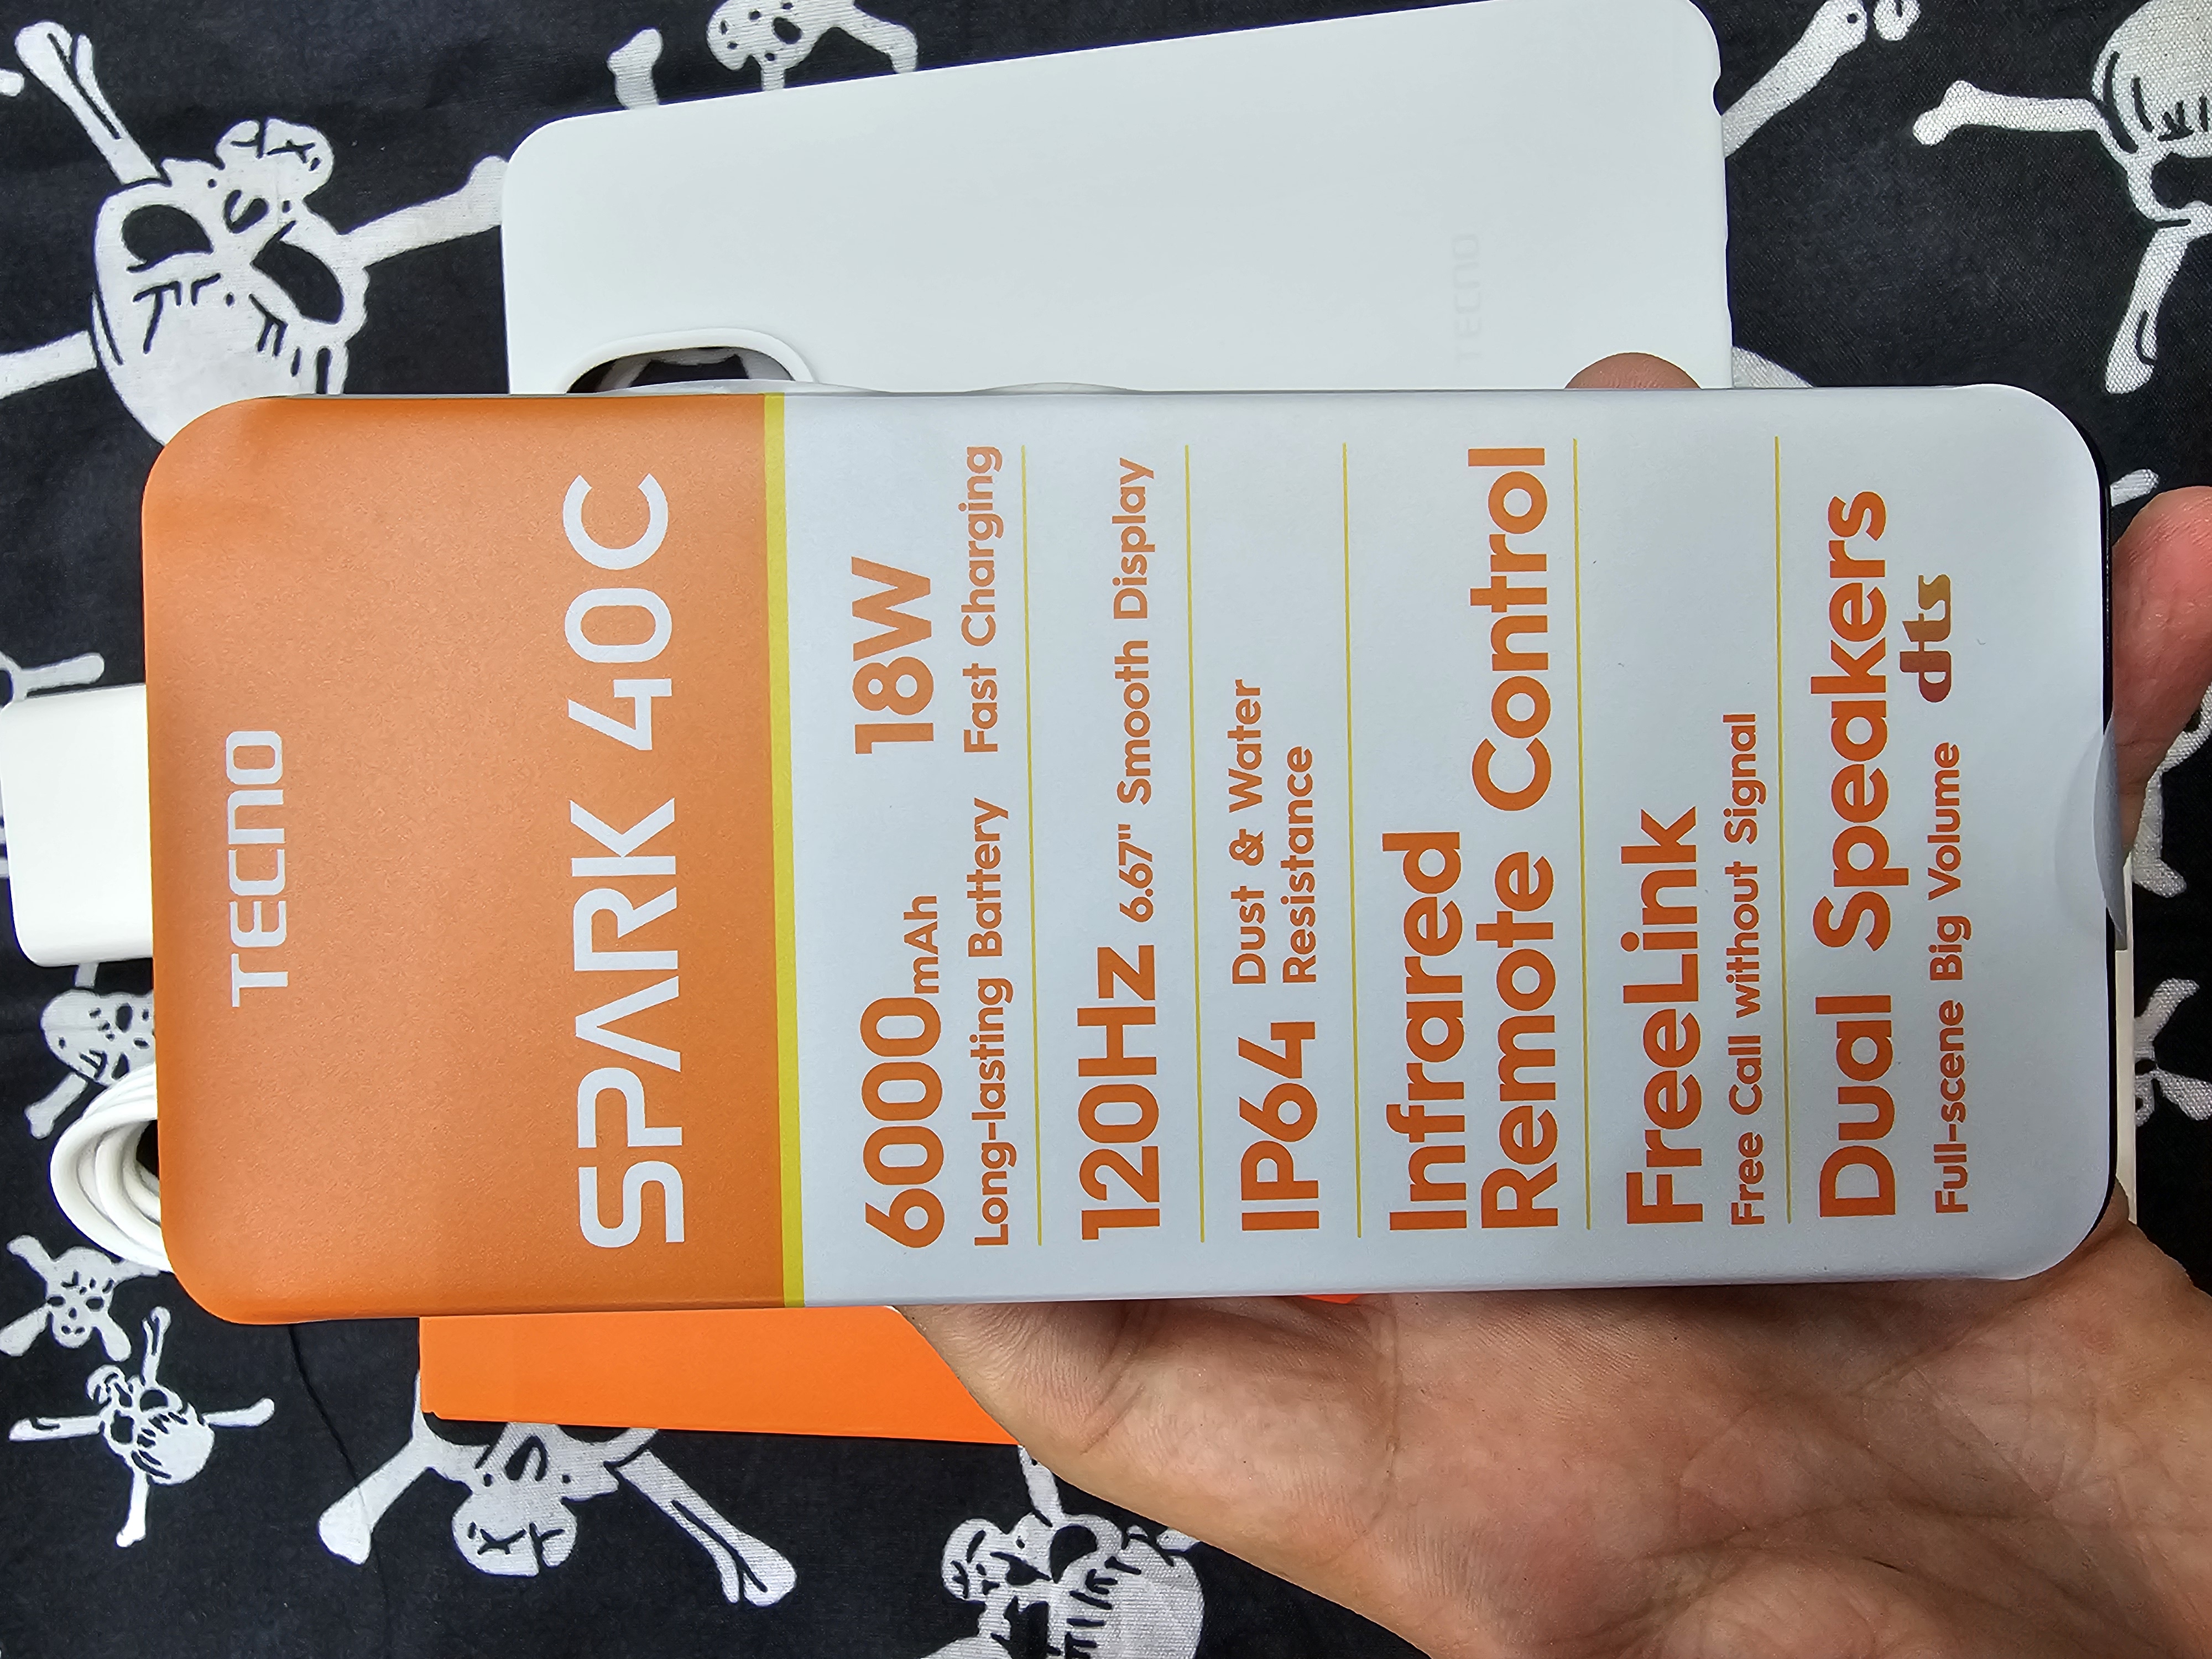 TECNO
SPARK 40C
6000mAh 18W
Long-lasting Battery Fast Charging
120Hz 6.67" Smooth Display
IP64 Dust & Water
Resistance
Infrared
Remote Control
FreeLink
Free Call without Signal
Dual Speakers
Full-scene Big Volume dts
TECNO